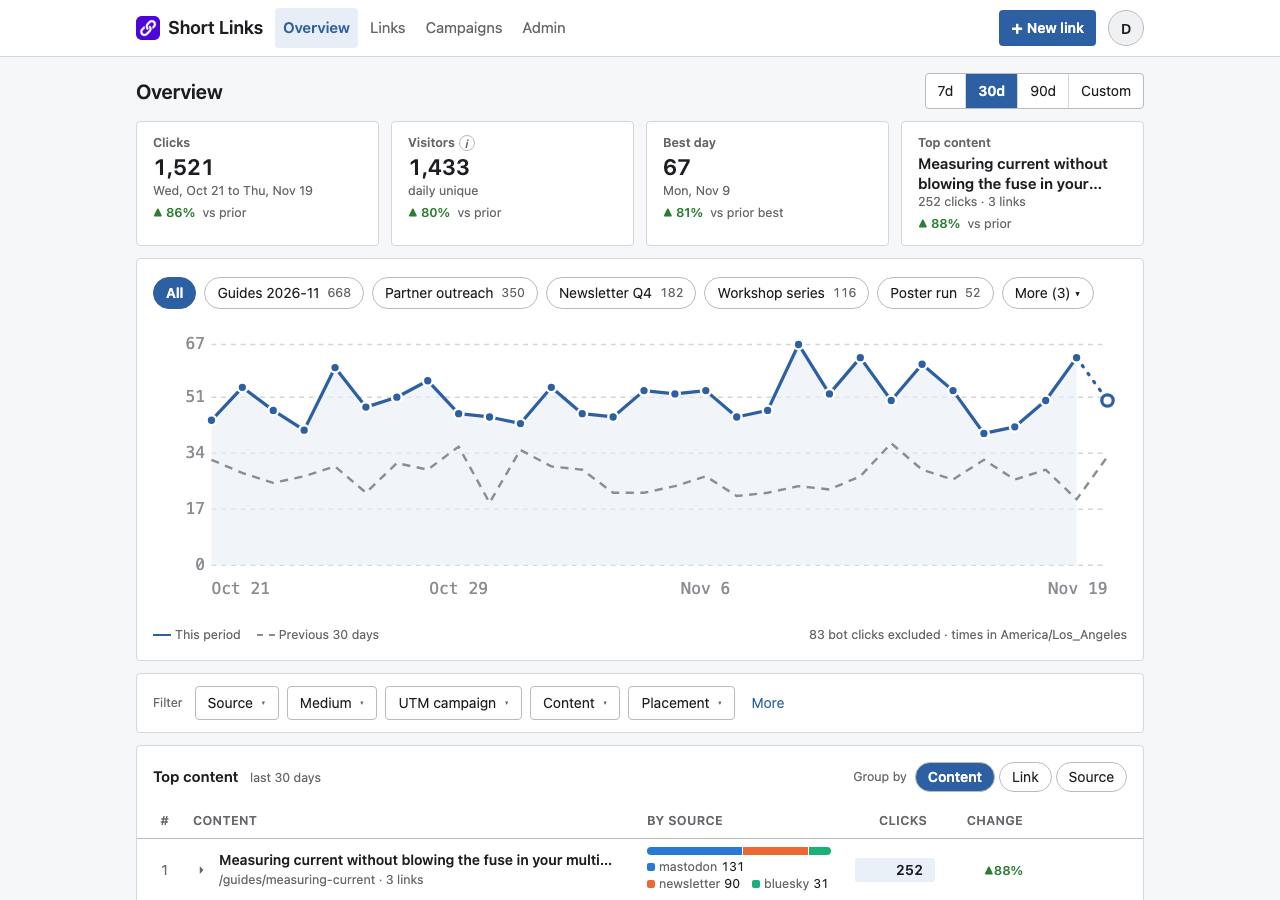 Short Links
Overview
Links
Campaigns
Admin
+ New link
D
Overview
7d
30d
90d
Custom
Clicks
1,521
Wed, Oct 21 to Thu, Nov 19
▲ 86% vs prior
Visitors i
1,433
daily unique
▲ 80% vs prior
Best day
67
Mon, Nov 9
▲ 81% vs prior best
Top content
Measuring current without
blowing the fuse in your...
252 clicks · 3 links
▲ 88% vs prior
All
Guides 2026-11 668
Partner outreach 350
Newsletter Q4 182
Workshop series 116
Poster run 52
More (3) ▾
67
51
34
17
0
Oct 21
Oct 29
Nov 6
Nov 19
This period
Previous 30 days
83 bot clicks excluded · times in America/Los_Angeles
Filter
Source
Medium
UTM campaign
Content
Placement
More
Top content last 30 days
Group by
Content
Link
Source
# CONTENT BY SOURCE CLICKS CHANGE
1
Measuring current without blowing the fuse in your multi...
/guides/measuring-current · 3 links
mastodon 131
newsletter 90 bluesky 31
252
▲88%